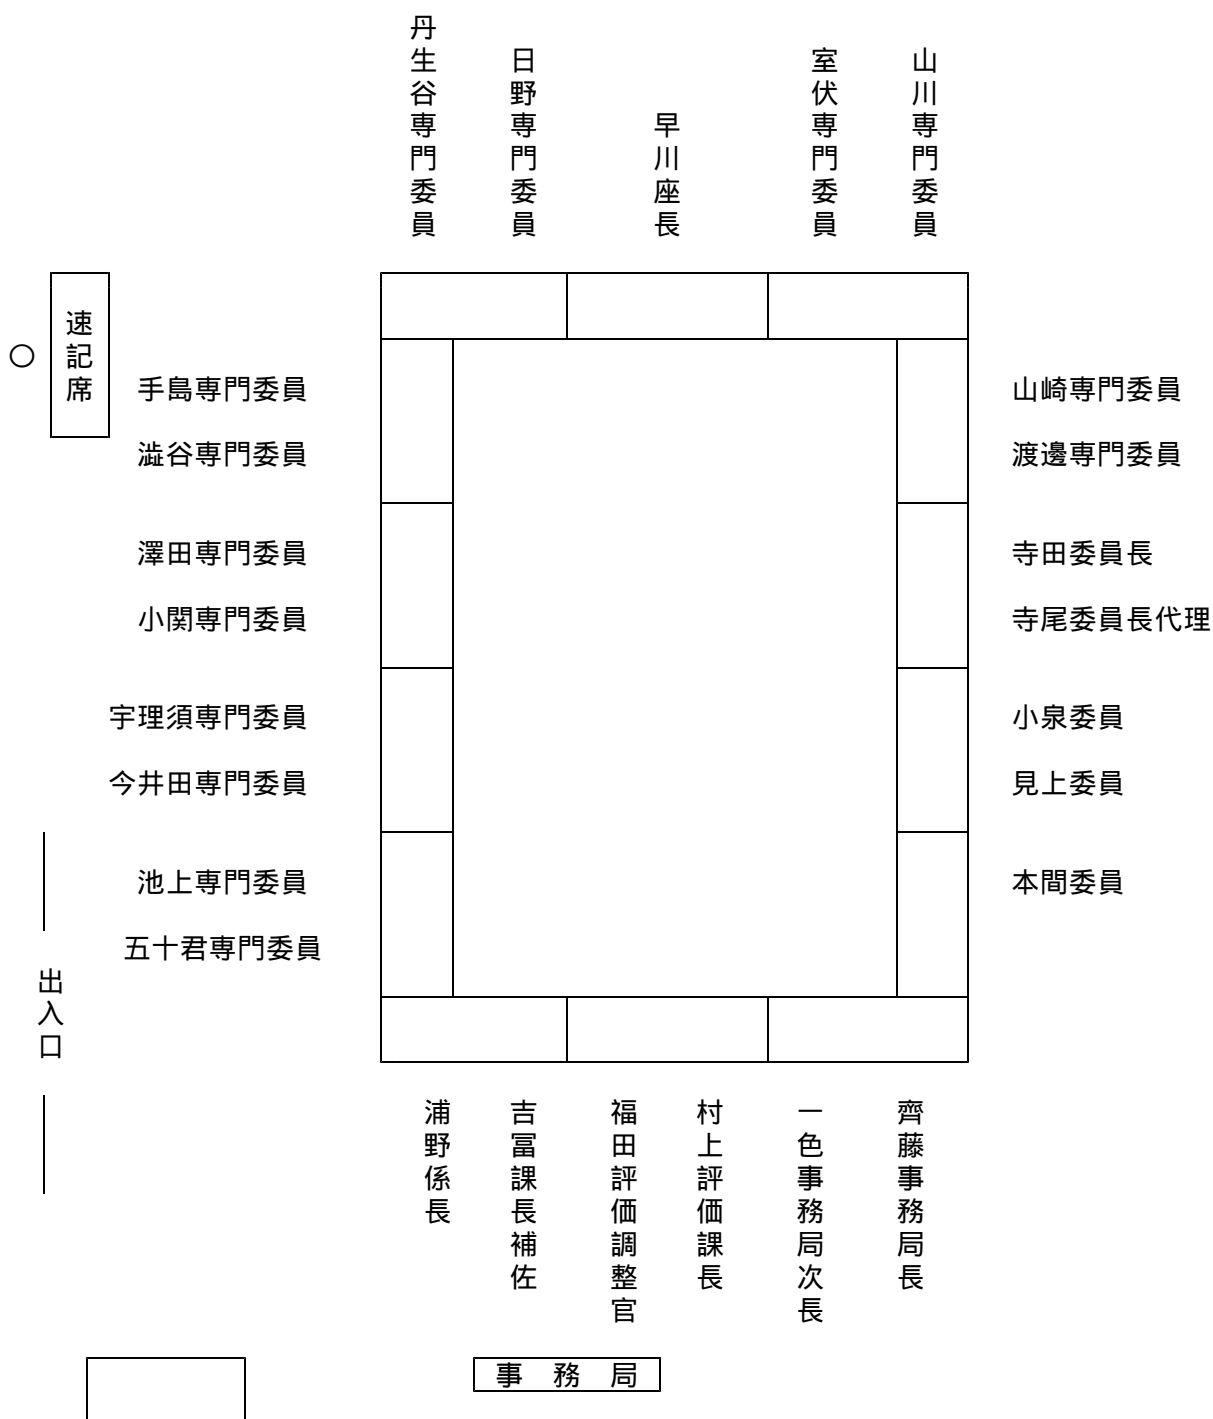 丹生谷専門委員
日野専門委員
早川座長
室伏専門委員
山川専門委員
速記席
○
手島専門委員
澁谷専門委員
澤田専門委員
小関専門委員
宇理須専門委員
今井田専門委員
池上専門委員
五十君専門委員
山崎専門委員
渡邊専門委員
寺田委員長
寺尾委員長代理
小泉委員
見上委員
本間委員
出入口
浦野係長
吉冨課長補佐
福田評価調整官
村上評価課長
一色事務局次長
齊藤事務局長
事 務 局